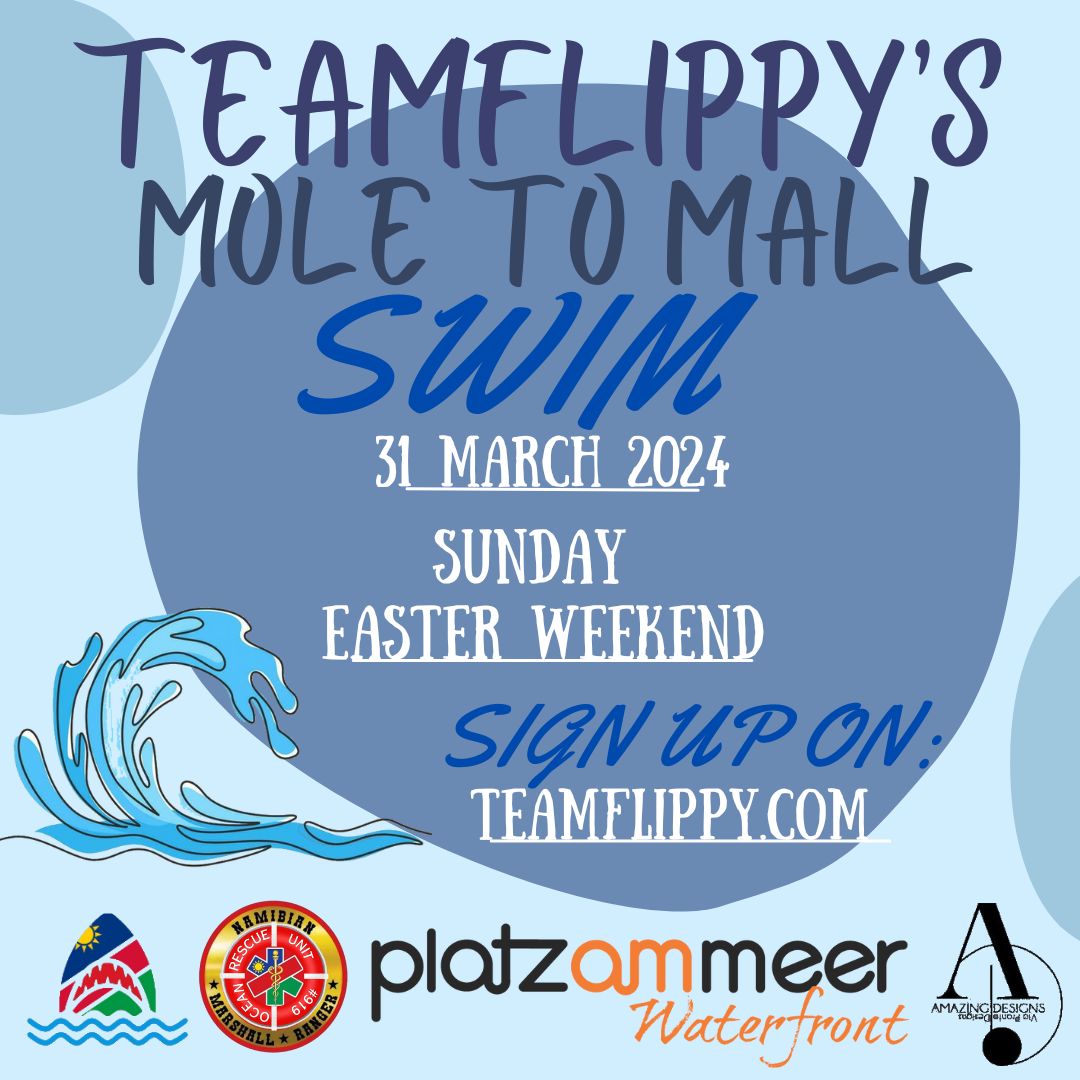 TEAMFLIPPY'S
MOLE TO MALL
SWIM
31 MARCH 2024
SUNDAY
EASTER WEEKEND
SIGN UP ON:
TEAMFLIPPY.COM
NAMIBIAN
RESCUE UNIT
OCEAN #919
MARSHALL ★ RANGER
platzammeer
Waterfront
A
AMAZING DESIGNS